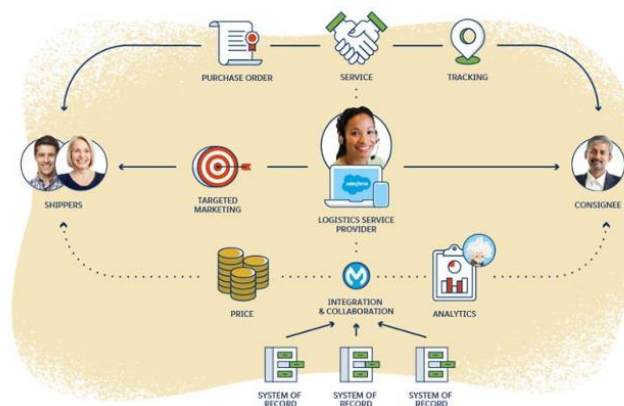 PURCHASE ORDER
SERVICE
TRACKING
SHIPPERS
TARGETED
MARKETING
salesforce
LOGISTICS SERVICE
PROVIDER
CONSIGNEE
PRICE
INTEGRATION
& COLLABORATION
ANALYTICS
SYSTEM OF
RECORD
SYSTEM OF
RECORD
SYSTEM OF
RECORD